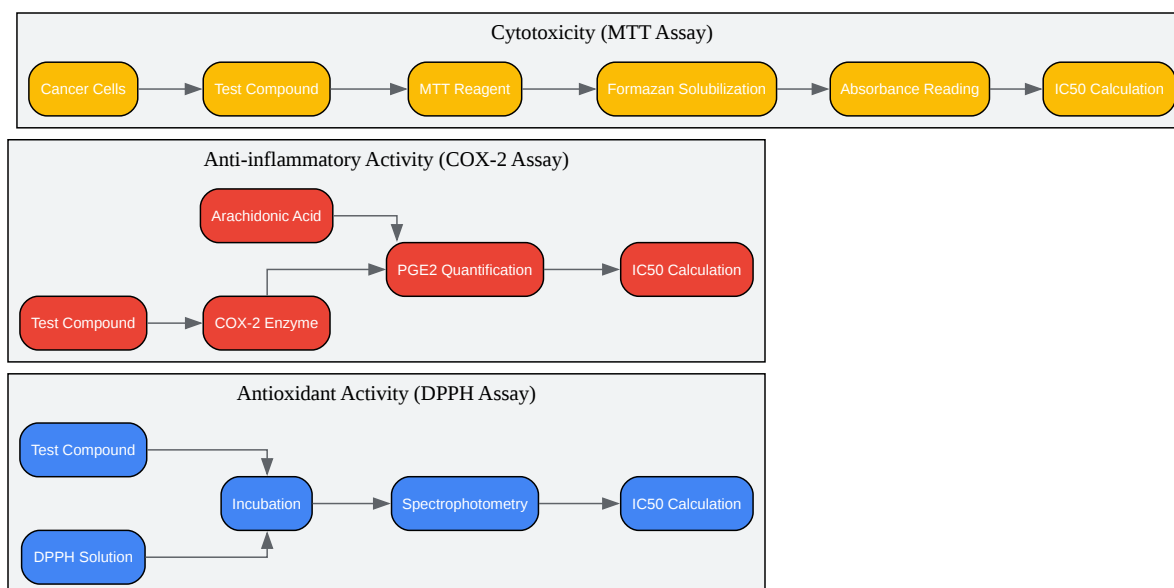 Cytotoxicity (MTT Assay)
Cancer Cells
Test Compound
MTT Reagent
Formazan Solubilization
Absorbance Reading
IC50 Calculation
Anti-inflammatory Activity (COX-2 Assay)
Arachidonic Acid
PGE2 Quantification
IC50 Calculation
Test Compound
COX-2 Enzyme
Antioxidant Activity (DPPH Assay)
Test Compound
Incubation
Spectrophotometry
IC50 Calculation
DPPH Solution